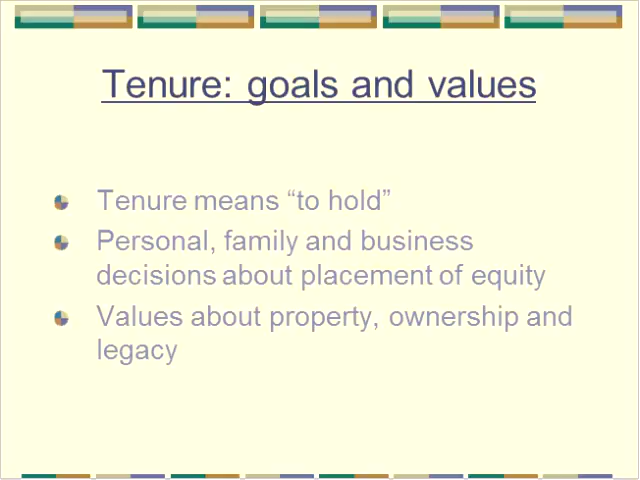 Tenure: goals and values
Tenure means “to hold”
Personal, family and business
decisions about placement of equity
Values about property, ownership and
legacy